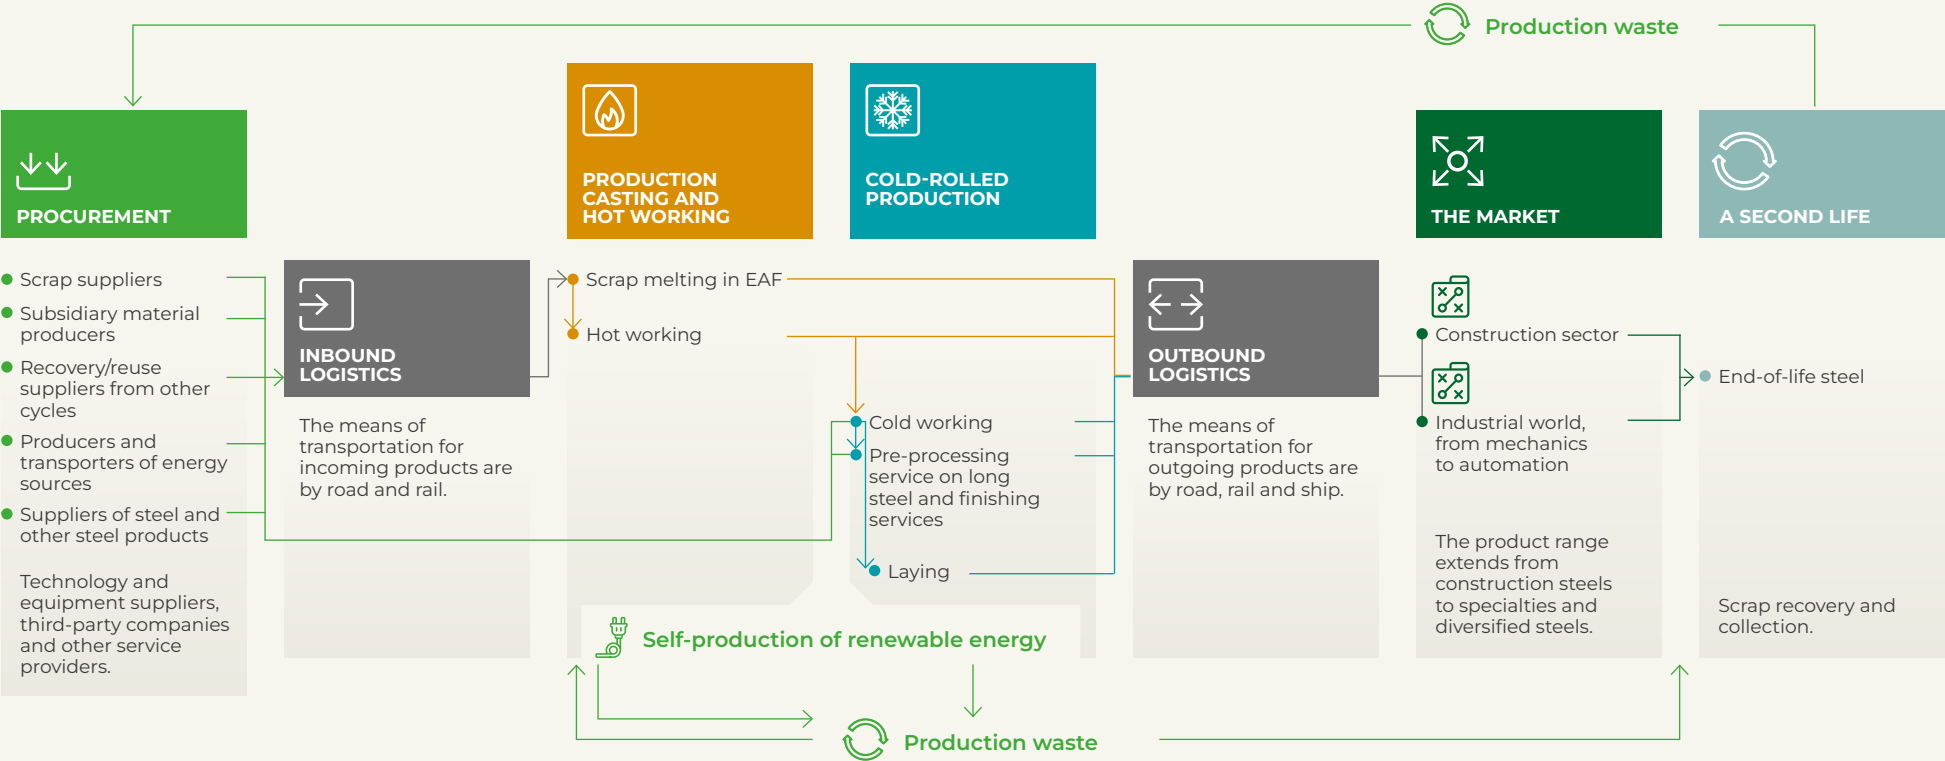 Production waste
PROCUREMENT
Scrap suppliers
Subsidiary material
producers
Recovery/reuse
suppliers from other
cycles
Producers and
transporters of energy
sources
Suppliers of steel and
other steel products
Technology and
equipment suppliers,
third-party companies
and other service
providers.
INBOUND
LOGISTICS
The means of
transportation for
incoming products are
by road and rail.
PRODUCTION
CASTING AND
HOT WORKING
Scrap melting in EAF
Hot working
COLD-ROLLED
PRODUCTION
Cold working
Pre-processing
service on long
steel and finishing
services
Laying
OUTBOUND
LOGISTICS
The means of
transportation for
outgoing products are
by road, rail and ship.
THE MARKET
Construction sector
Industrial world,
from mechanics
to automation
The product range
extends from
construction steels
to specialties and
diversified steels.
A SECOND LIFE
End-of-life steel
Scrap recovery and
collection.
Self-production of renewable energy
Production waste